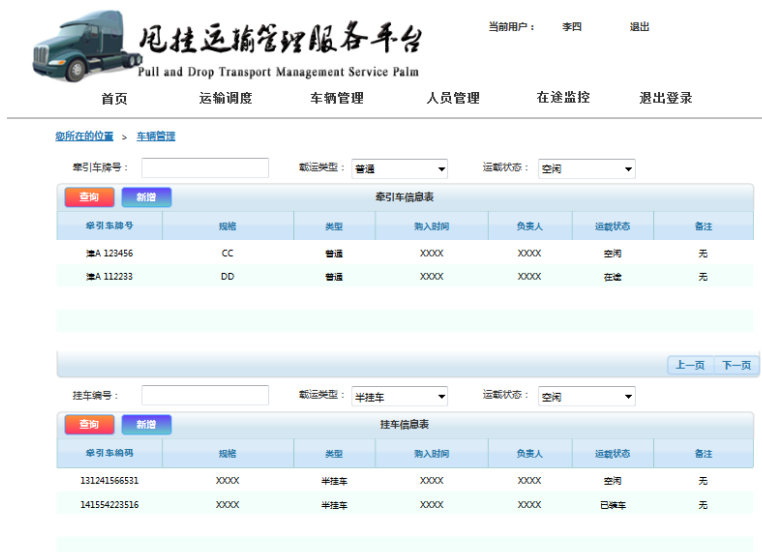 当前用户： 李四 退出
甩挂运输管理服务平台
Pull and Drop Transport Management Service Palm
首页 运输调度 车辆管理 人员管理 在途监控 退出登录
您所在的位置 > 车辆管理
牵引车牌号： 载运类型： 普通 运载状态： 空闲
查询 新增 牵引车信息表
牵引车牌号 规格 类型 购入时间 负责人 运载状态 备注
津A 123456 CC 普通 XXXX XXXX 空闲 无
津A 112233 DD 普通 XXXX XXXX 在途 无
上一页 下一页
挂车编号： 载运类型： 半挂车 运载状态： 空闲
查询 新增 挂车信息表
牵引车编码 规格 类型 购入时间 负责人 运载状态 备注
131241566531 XXXX 半挂车 XXXX XXXX 空闲 无
141554223516 XXXX 半挂车 XXXX XXXX 已装车 无